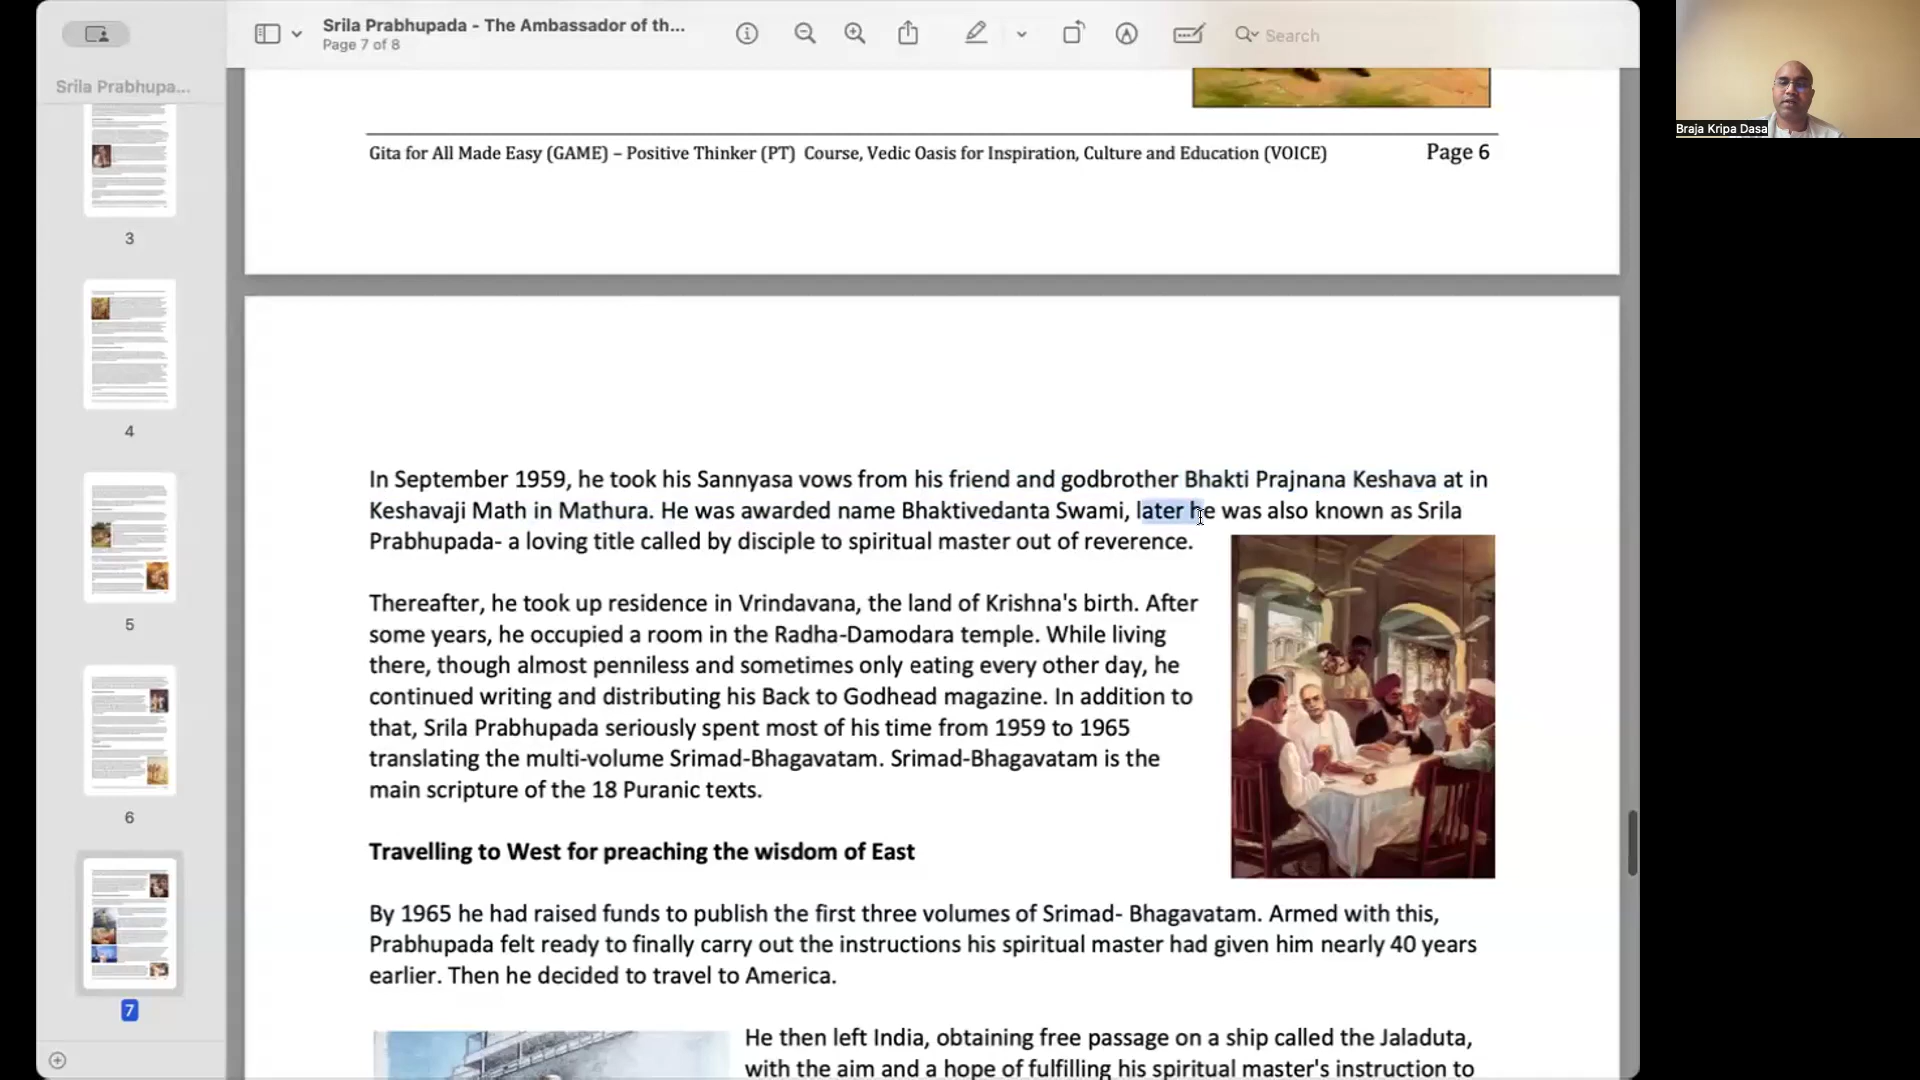 Srila Prabhupada - The Ambassador of th...
Page 7 of 8
Search
Srila Prabhupa...
3
4
5
6
7
Gita for All Made Easy (GAME) – Positive Thinker (PT) Course, Vedic Oasis for Inspiration, Culture and Education (VOICE) Page 6
In September 1959, he took his Sannyasa vows from his friend and godbrother Bhakti Prajnana Keshava at in
Keshavaji Math in Mathura. He was awarded name Bhaktivedanta Swami, later he was also known as Srila
Prabhupada- a loving title called by disciple to spiritual master out of reverence.
Thereafter, he took up residence in Vrindavana, the land of Krishna's birth. After
some years, he occupied a room in the Radha-Damodara temple. While living
there, though almost penniless and sometimes only eating every other day, he
continued writing and distributing his Back to Godhead magazine. In addition to
that, Srila Prabhupada seriously spent most of his time from 1959 to 1965
translating the multi-volume Srimad-Bhagavatam. Srimad-Bhagavatam is the
main scripture of the 18 Puranic texts.
Travelling to West for preaching the wisdom of East
By 1965 he had raised funds to publish the first three volumes of Srimad- Bhagavatam. Armed with this,
Prabhupada felt ready to finally carry out the instructions his spiritual master had given him nearly 40 years
earlier. Then he decided to travel to America.
He then left India, obtaining free passage on a ship called the Jaladuta,
with the aim and a hope of fulfilling his spiritual master's instruction to
Braja Kripa Dasa